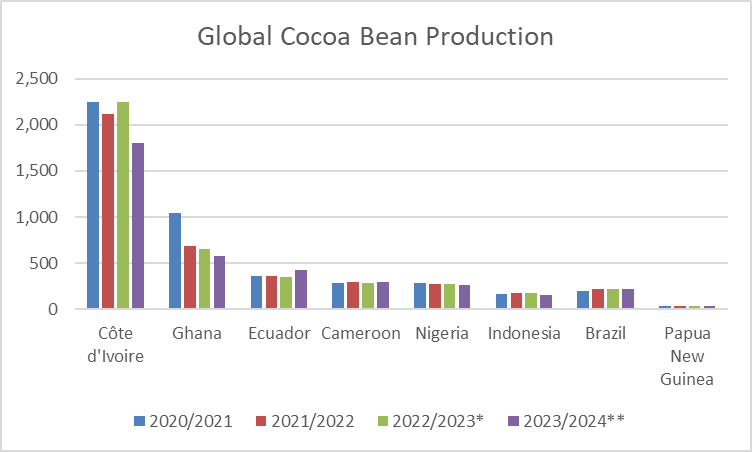 Global Cocoa Bean Production
2,500
2,000
1,500
1,000
500
0
Côte d'Ivoire
Ghana
Ecuador
Cameroon
Nigeria
Indonesia
Brazil
Papua New Guinea
2020/2021
2021/2022
2022/2023*
2023/2024**